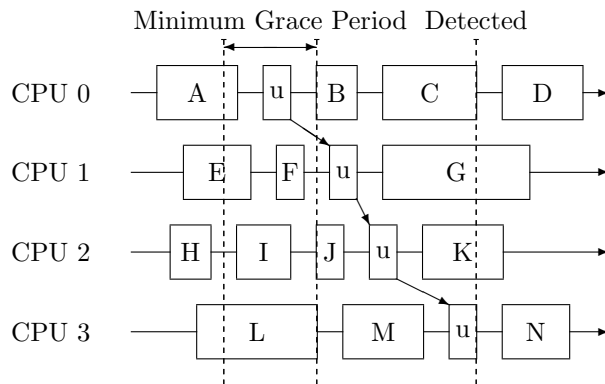 Minimum Grace Period Detected
CPU 0 A u B C D
CPU 1 E F u G
CPU 2 H I J u K
CPU 3 L M u N